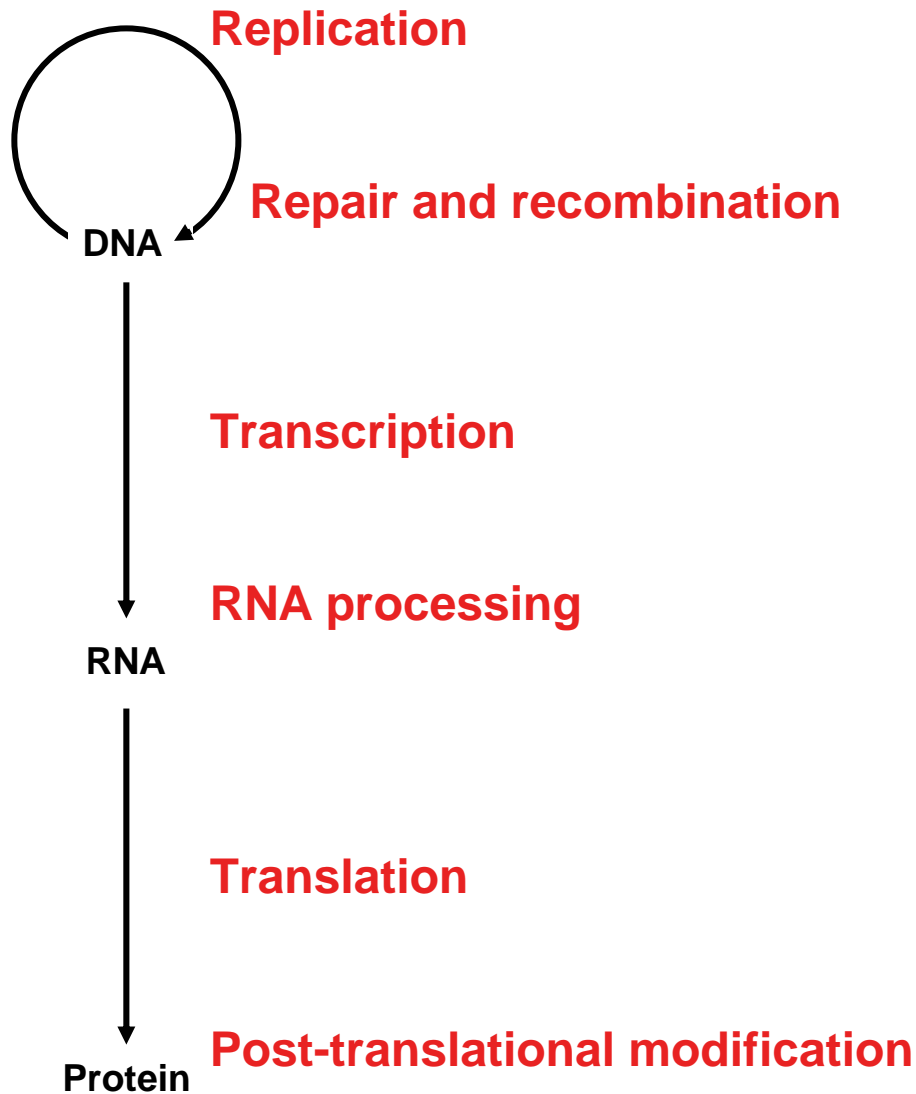 Replication
Repair and recombination
DNA
Transcription
RNA processing
RNA
Translation
Post-translational modification
Protein